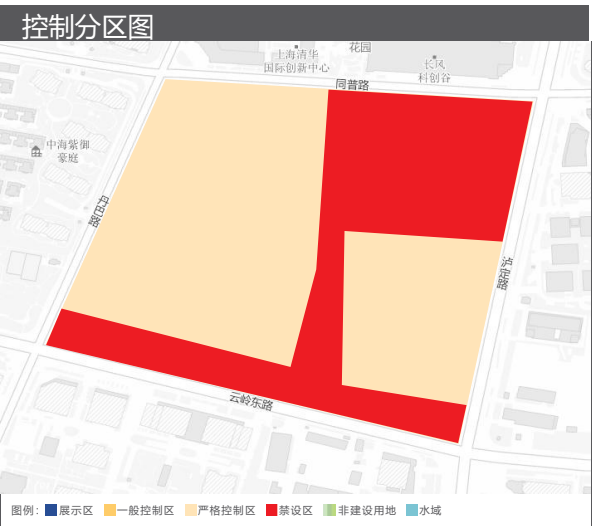 控制分区图
上海清华
国际创新中心
花园
长风
科创谷
同普路
中海紫御
豪庭
丹巴路
泸定路
云岭东路
图例： 展示区 一般控制区 严格控制区 禁设区 非建设用地 水域